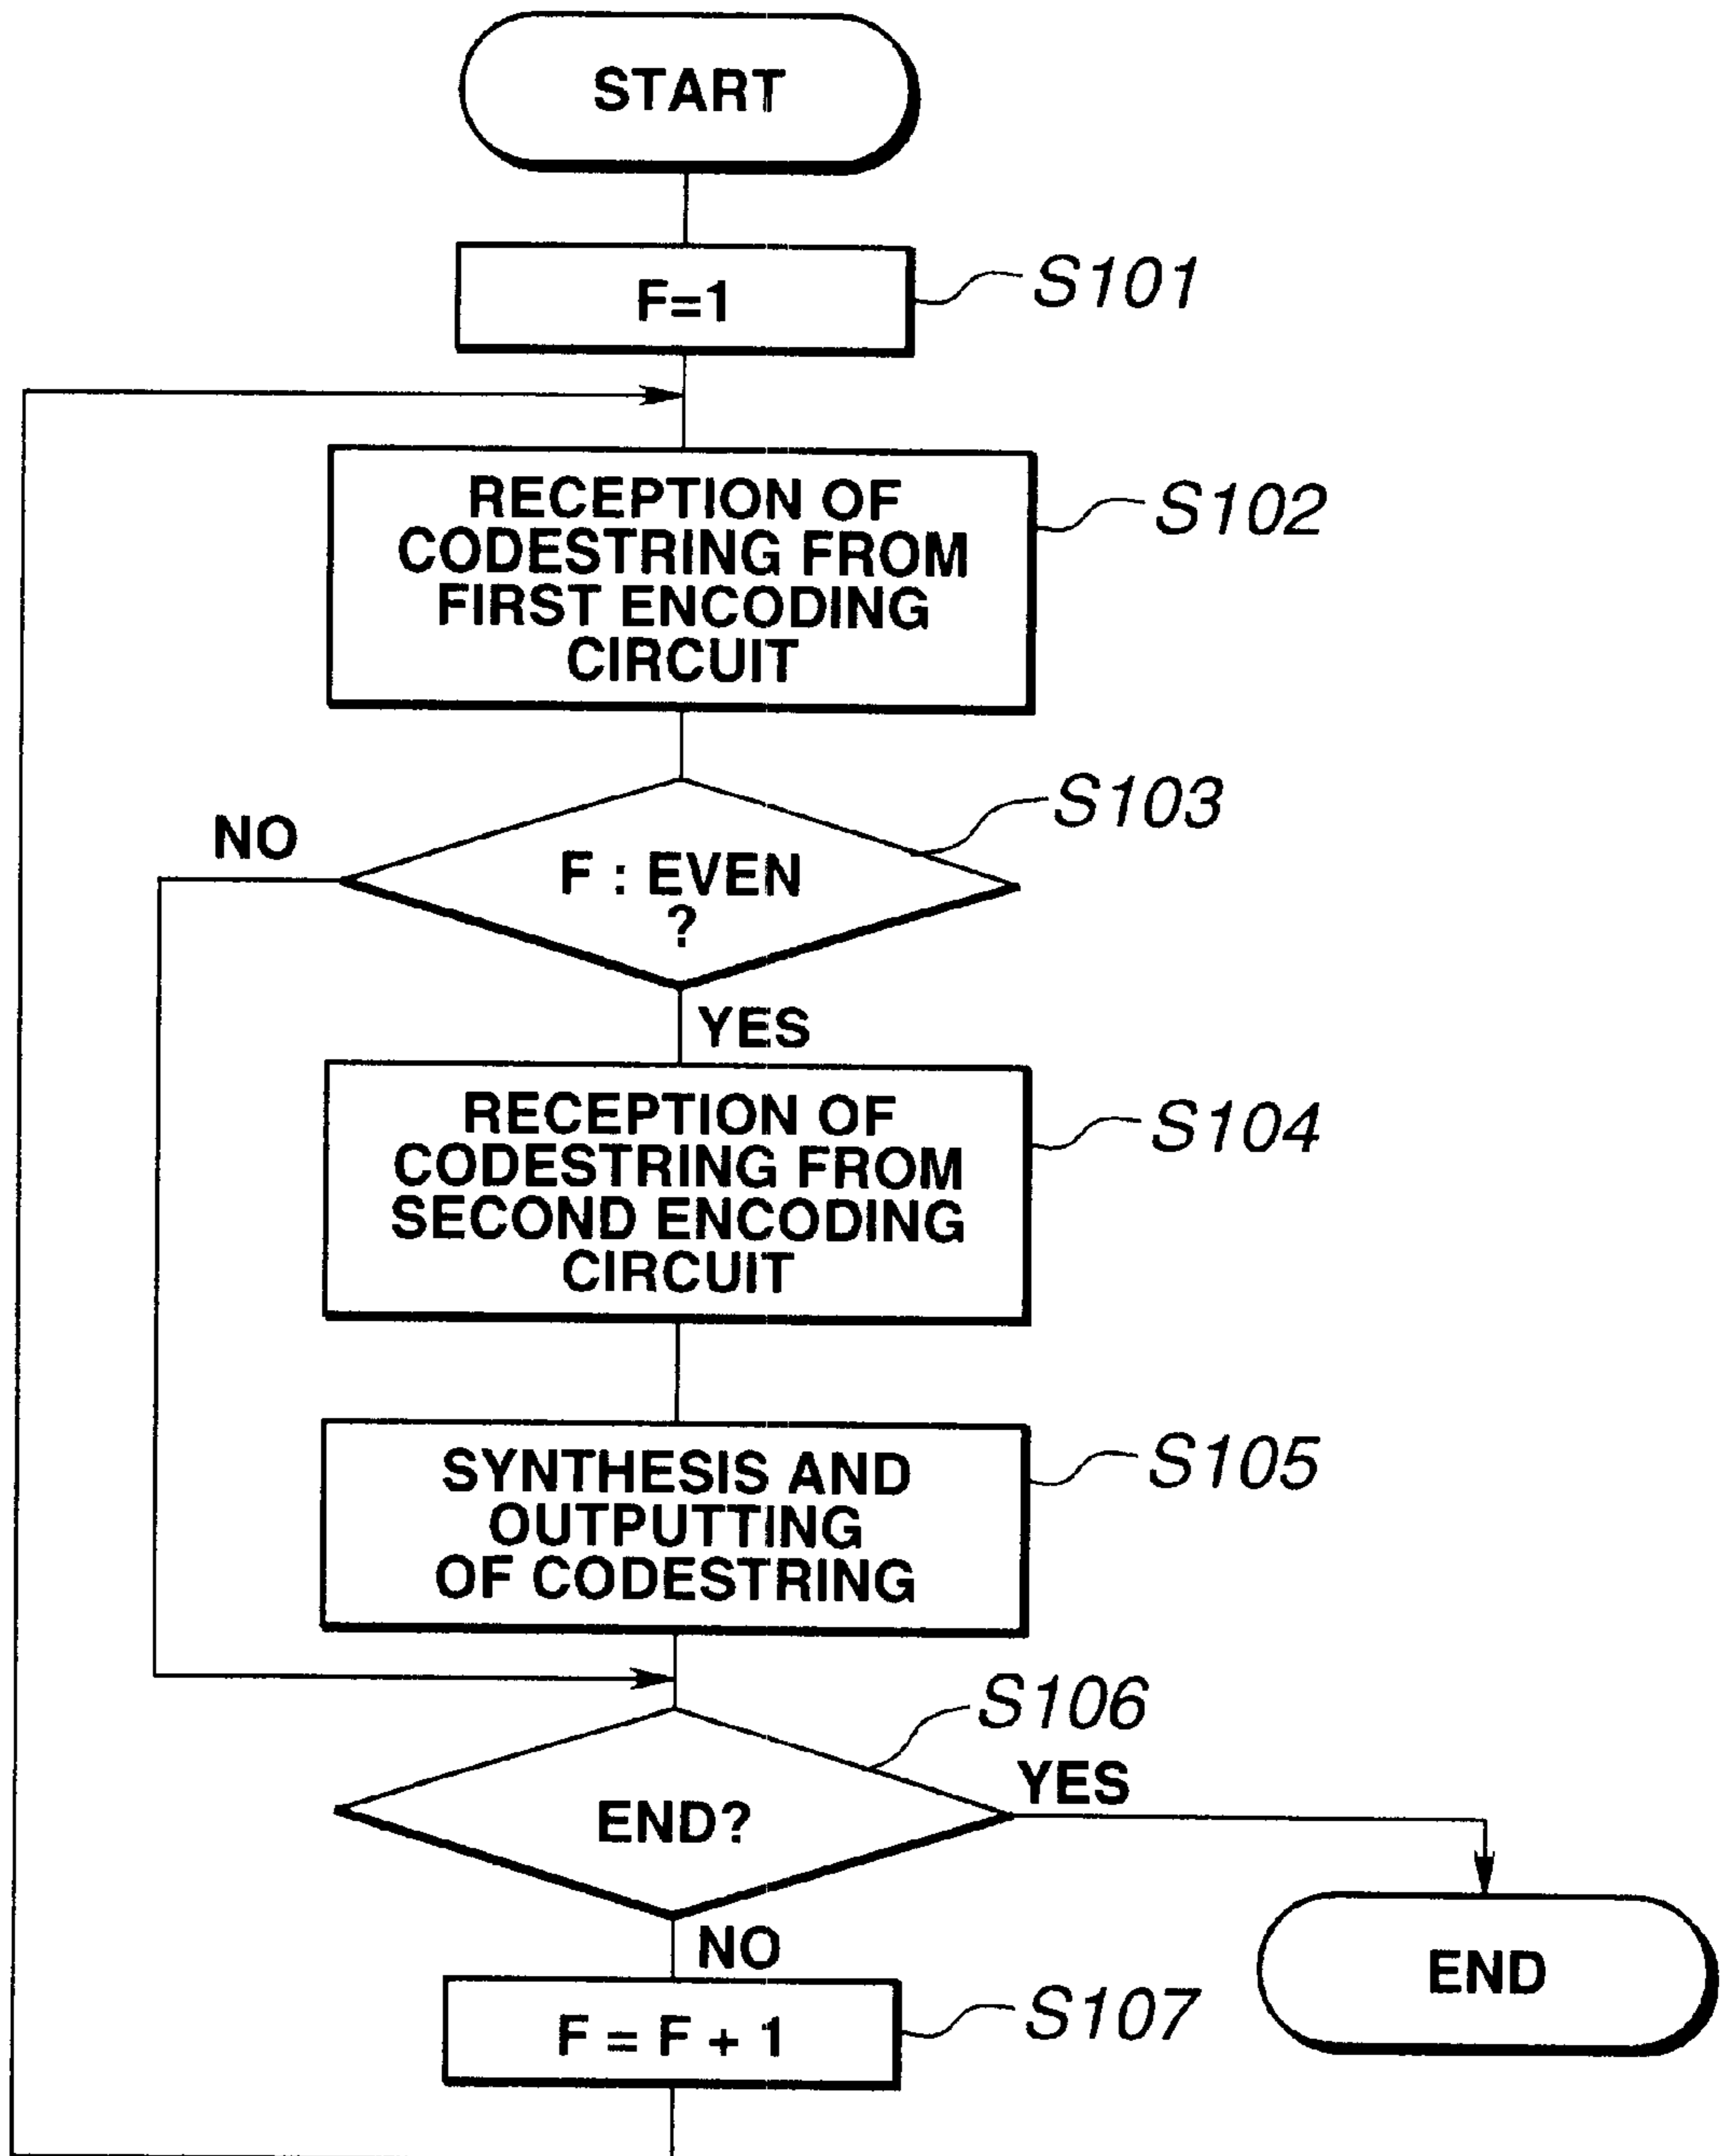 START
F=1
S101
RECEPTION OF
CODESTRING FROM
FIRST ENCODING
CIRCUIT
S102
S103
NO
F : EVEN
?
YES
RECEPTION OF
CODESTRING FROM
SECOND ENCODING
CIRCUIT
S104
SYNTHESIS AND
OUTPUTTING
OF CODESTRING
S105
S106
YES
END?
NO
END
F = F + 1
S107